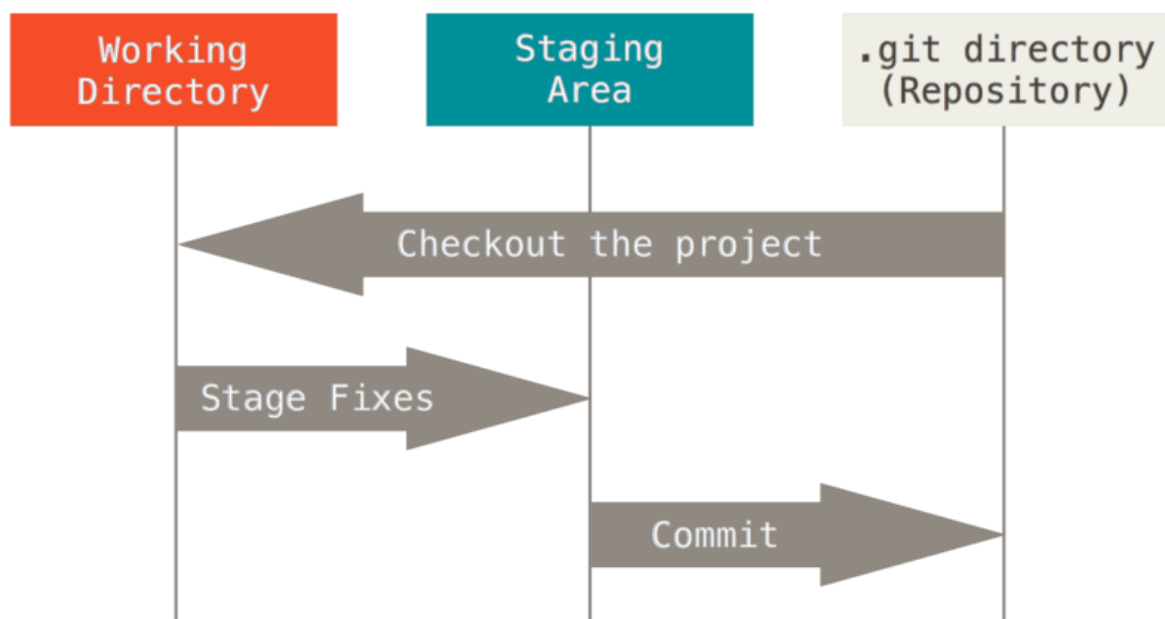 Working
Directory
Staging
Area
.git directory
(Repository)
Checkout the project
Stage Fixes
Commit